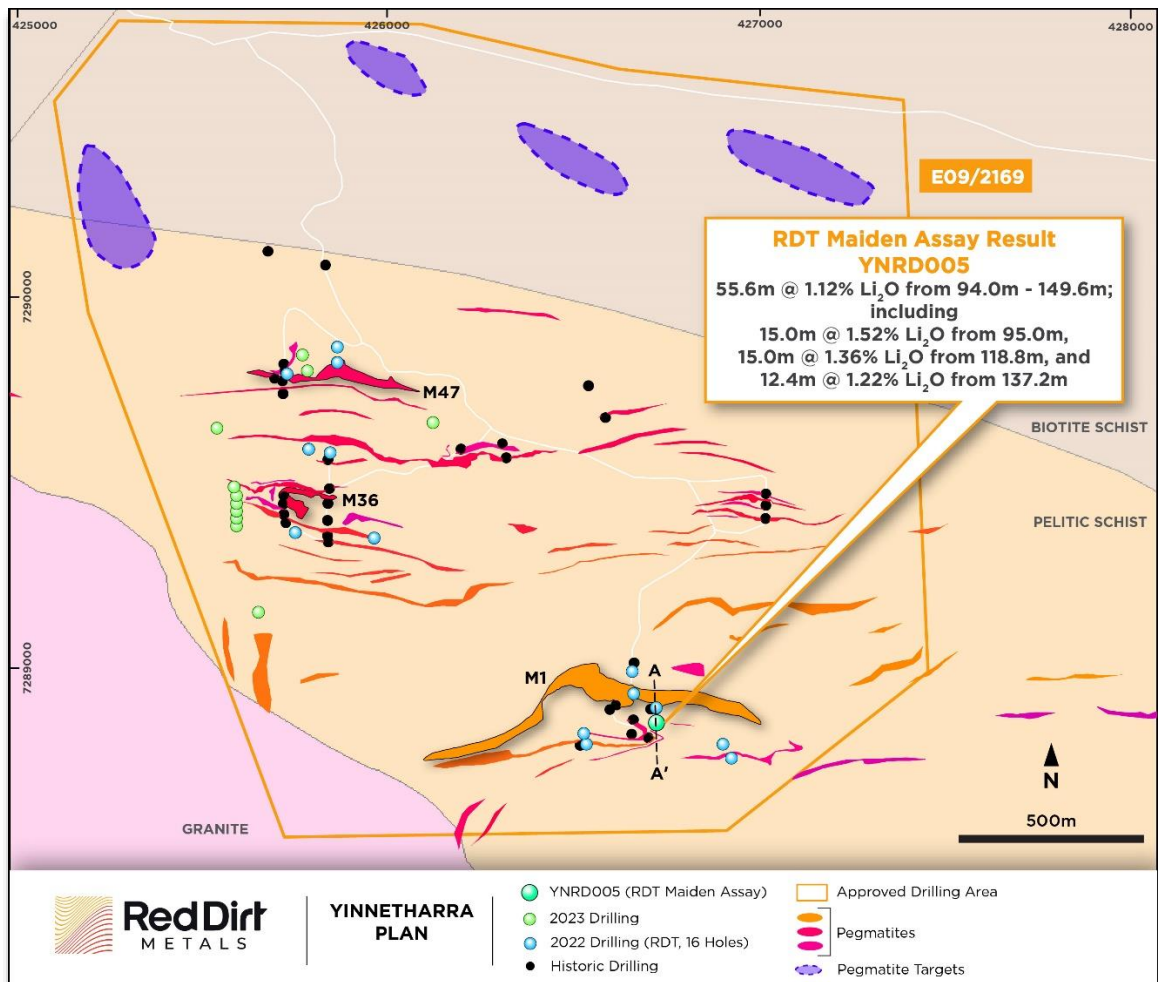 425000
426000
427000
428000
E09/2169
RDT Maiden Assay Result
YNRD005
55.6m @ 1.12% Li₂O from 94.0m - 149.6m;
including
15.0m @ 1.52% Li₂O from 95.0m,
15.0m @ 1.36% Li₂O from 118.8m, and
12.4m @ 1.22% Li₂O from 137.2m
7290000
M47
BIOTITE SCHIST
M36
PELITIC SCHIST
7289000
M1
A
A'
N
GRANITE
500m
Red Dirt
METALS
YINNETHARRA
PLAN
YNRD005 (RDT Maiden Assay)
2023 Drilling
2022 Drilling (RDT, 16 Holes)
Historic Drilling
Approved Drilling Area
Pegmatites
Pegmatite Targets